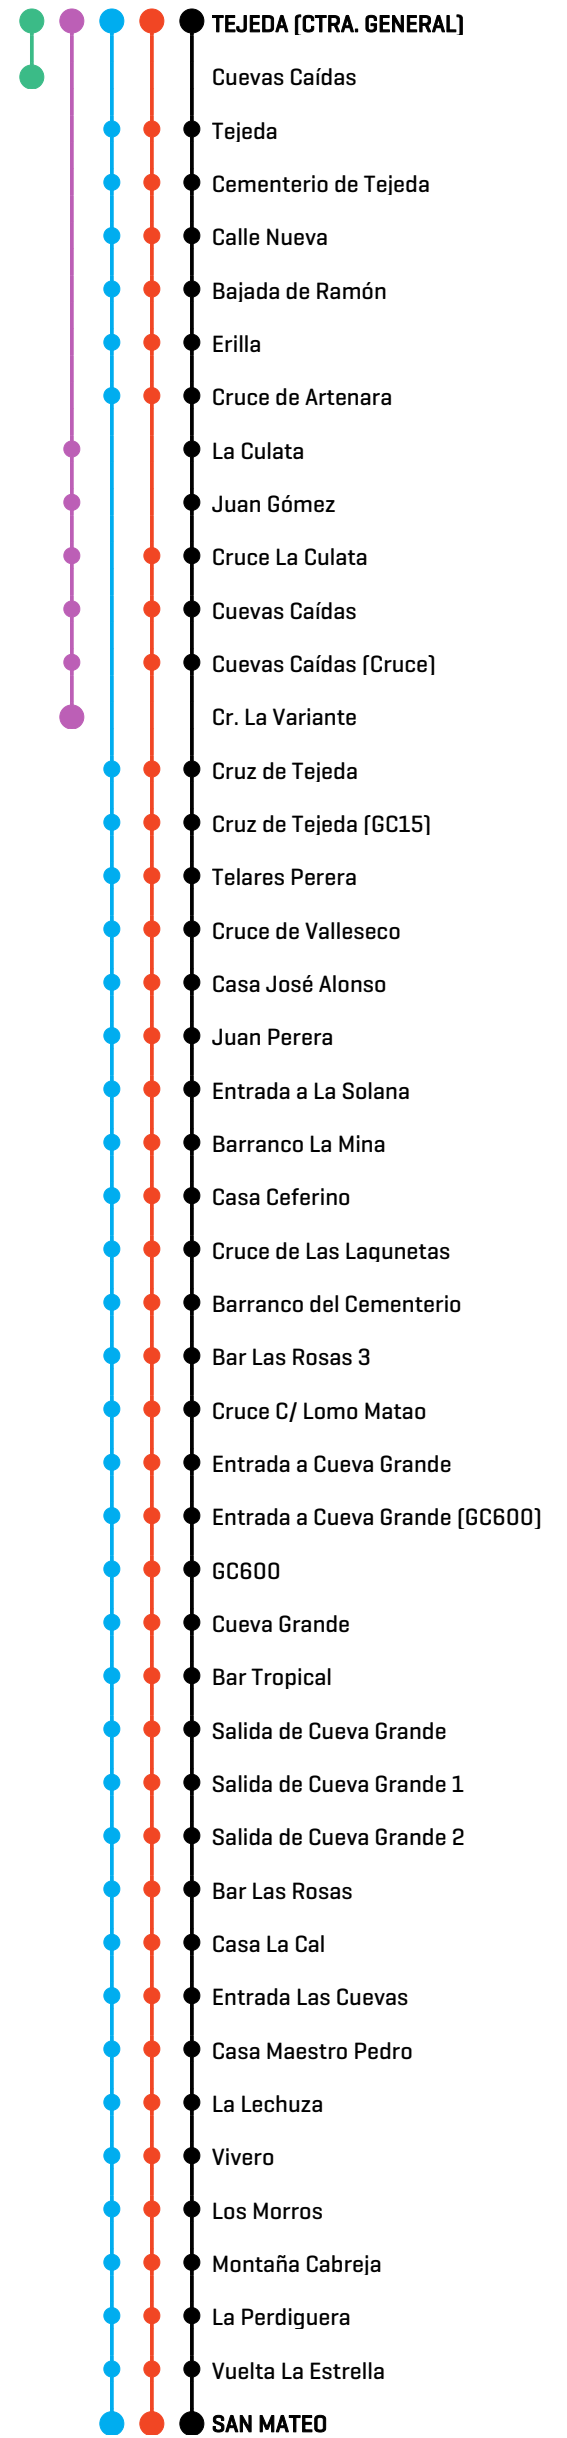 TEJEDA (CTRA. GENERAL)
Cuevas Caídas
Tejeda
Cementerio de Tejeda
Calle Nueva
Bajada de Ramón
Erilla
Cruce de Artenara
La Culata
Juan Gómez
Cruce La Culata
Cuevas Caídas
Cuevas Caídas (Cruce)
Cr. La Variante
Cruz de Tejeda
Cruz de Tejeda (GC15)
Telares Perera
Cruce de Valleseco
Casa José Alonso
Juan Perera
Entrada a La Solana
Barranco La Mina
Casa Ceferino
Cruce de Las Lagunetas
Barranco del Cementerio
Bar Las Rosas 3
Cruce C/ Lomo Matao
Entrada a Cueva Grande
Entrada a Cueva Grande (GC600)
GC600
Cueva Grande
Bar Tropical
Salida de Cueva Grande
Salida de Cueva Grande 1
Salida de Cueva Grande 2
Bar Las Rosas
Casa La Cal
Entrada Las Cuevas
Casa Maestro Pedro
La Lechuza
Vivero
Los Morros
Montaña Cabreja
La Perdiguera
Vuelta La Estrella
SAN MATEO